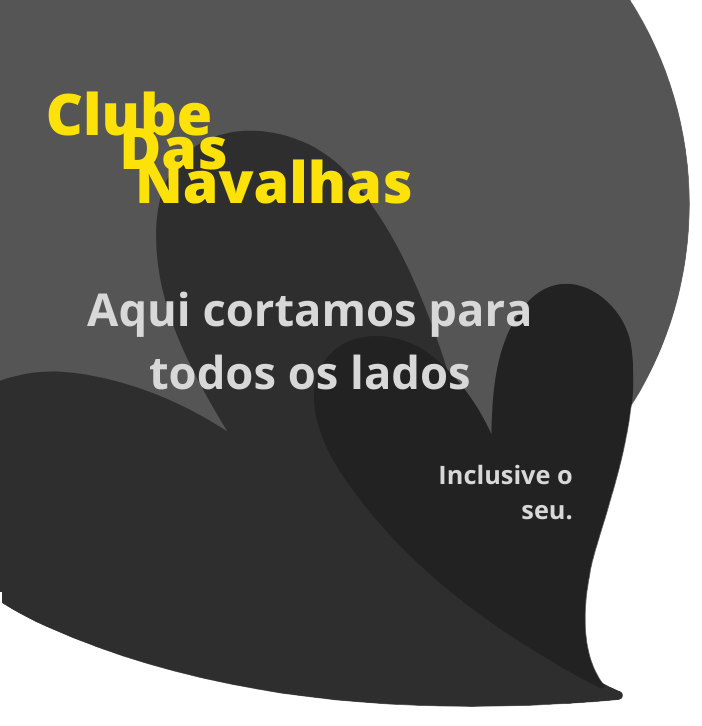 Clube
Das
Navalhas
Aqui cortamos para
todos os lados
Inclusive o
seu.